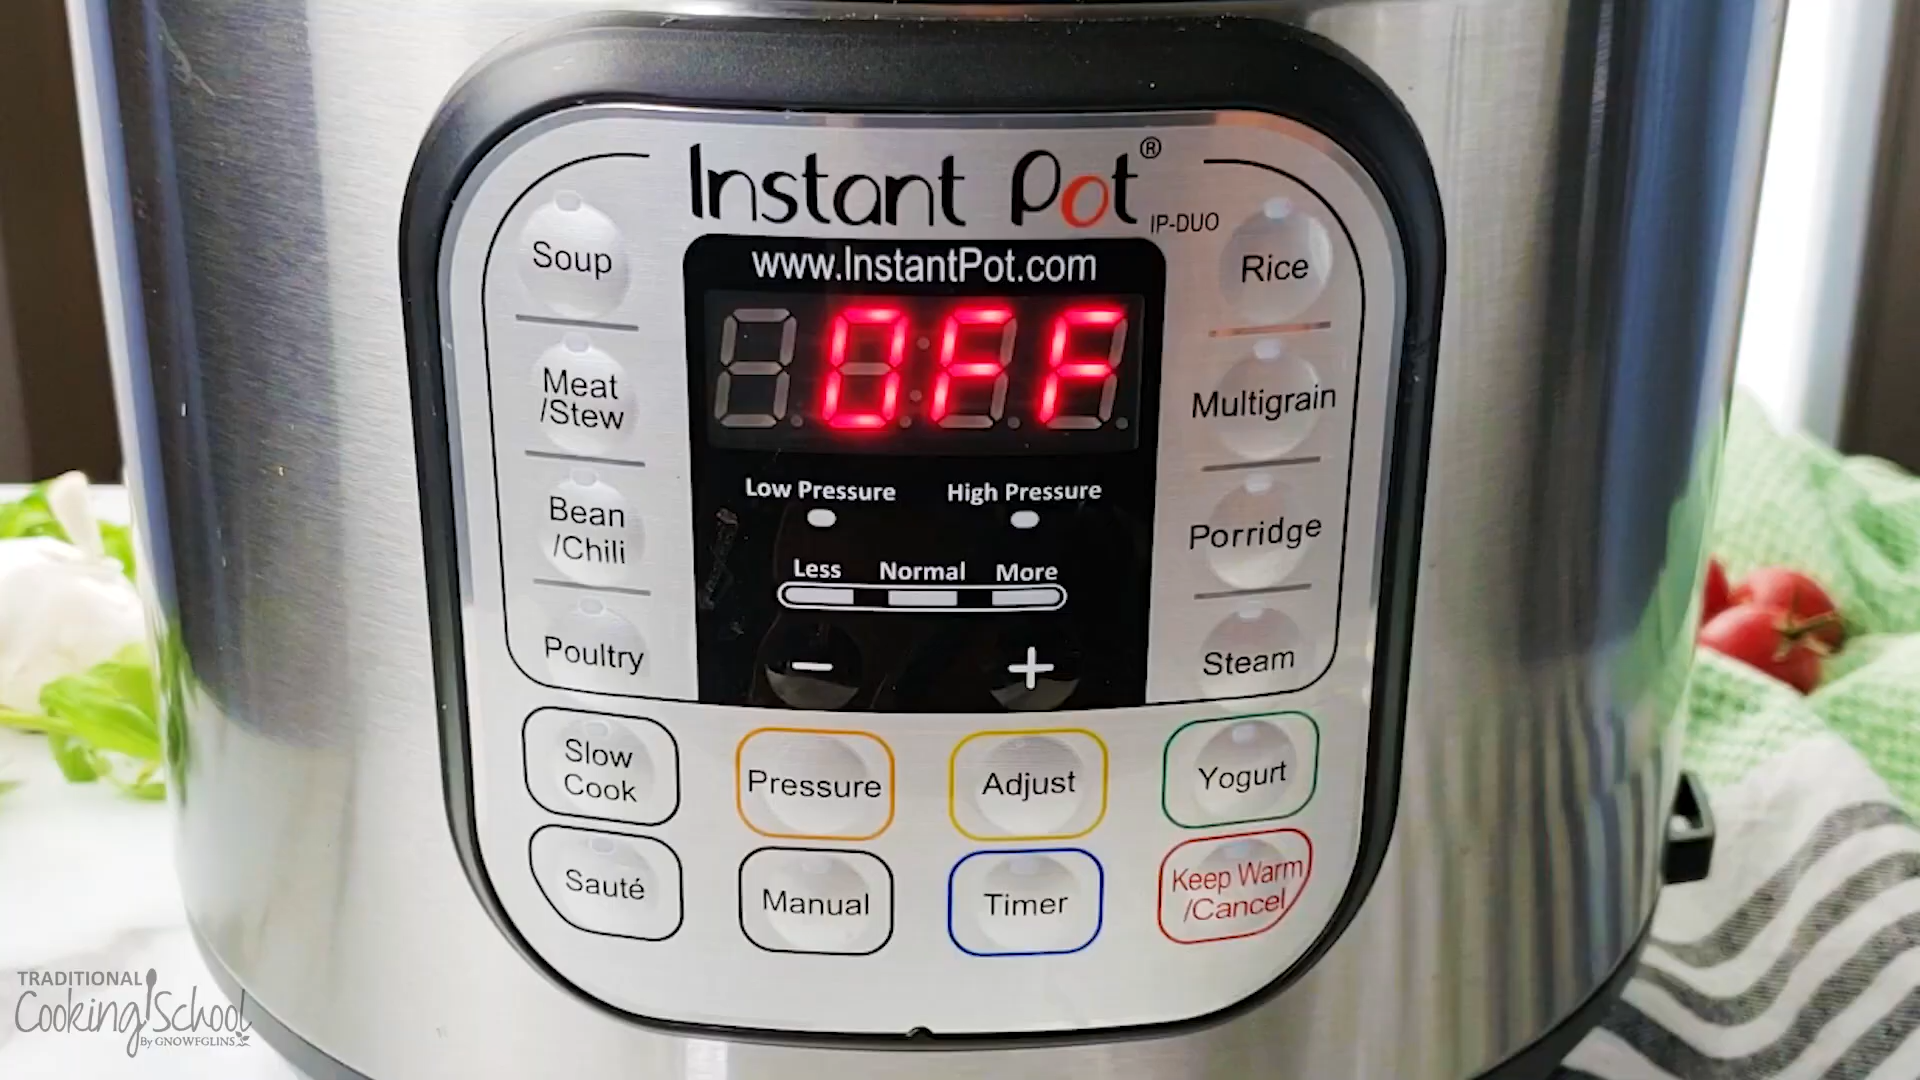 Instant Pot®
IP-DUO
www.InstantPot.com
OFF
Low Pressure
High Pressure
Less Normal More
− +
Soup
Meat
/Stew
Bean
/Chili
Poultry
Rice
Multigrain
Porridge
Steam
Slow
Cook
Pressure
Adjust
Yogurt
Sauté
Manual
Timer
Keep Warm
/Cancel
TRADITIONAL
Cooking School
By GNOWFGLINS